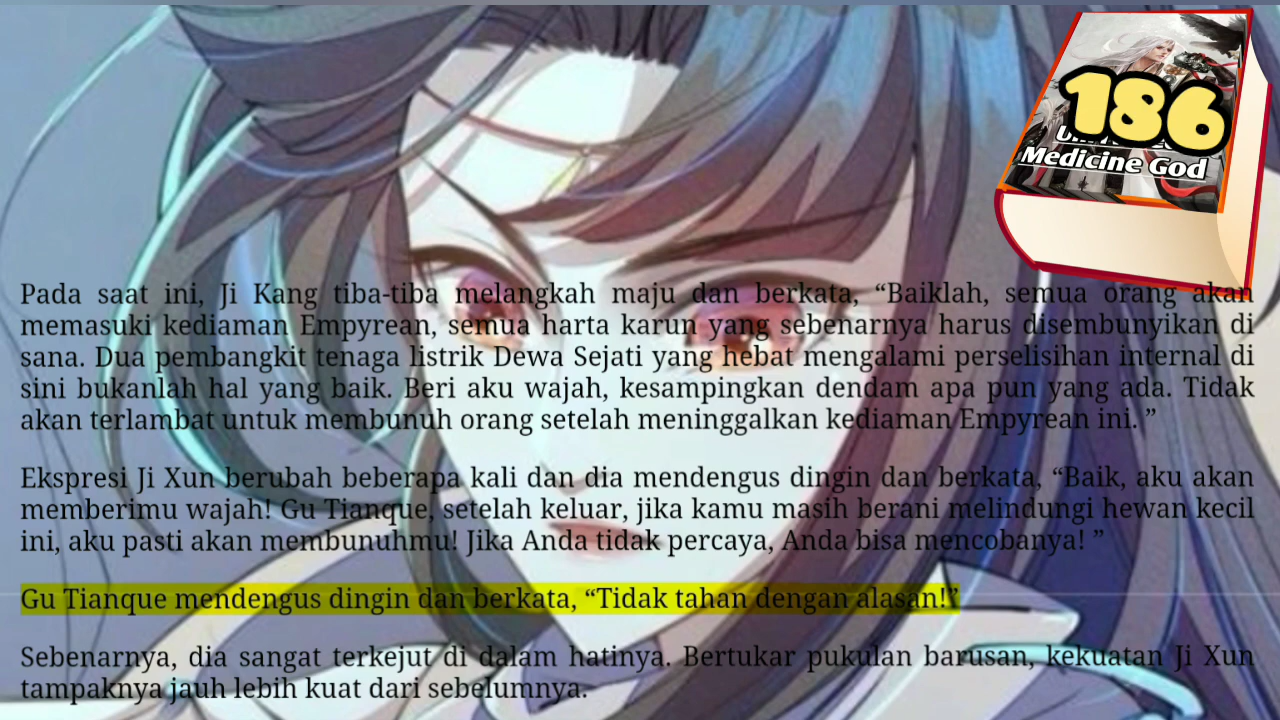 186
Medicine God
Pada saat ini, Ji Kang tiba-tiba melangkah maju dan berkata, “Baiklah, semua orang akan
memasuki kediaman Empyrean, semua harta karun yang sebenarnya harus disembunyikan di
sana. Dua pembangkit tenaga listrik Dewa Sejati yang hebat mengalami perselisihan internal di
sini bukanlah hal yang baik. Beri aku wajah, kesampingkan dendam apa pun yang ada. Tidak
akan terlambat untuk membunuh orang setelah meninggalkan kediaman Empyrean ini. ”
Ekspresi Ji Xun berubah beberapa kali dan dia mendengus dingin dan berkata, “Baik, aku akan
memberimu wajah! Gu Tianque, setelah keluar, jika kamu masih berani melindungi hewan kecil
ini, aku pasti akan membunuhmu! Jika Anda tidak percaya, Anda bisa mencobanya! ”
Gu Tianque mendengus dingin dan berkata, “Tidak tahan dengan alasan!”
Sebenarnya, dia sangat terkejut di dalam hatinya. Bertukar pukulan barusan, kekuatan Ji Xun
tampaknya jauh lebih kuat dari sebelumnya.